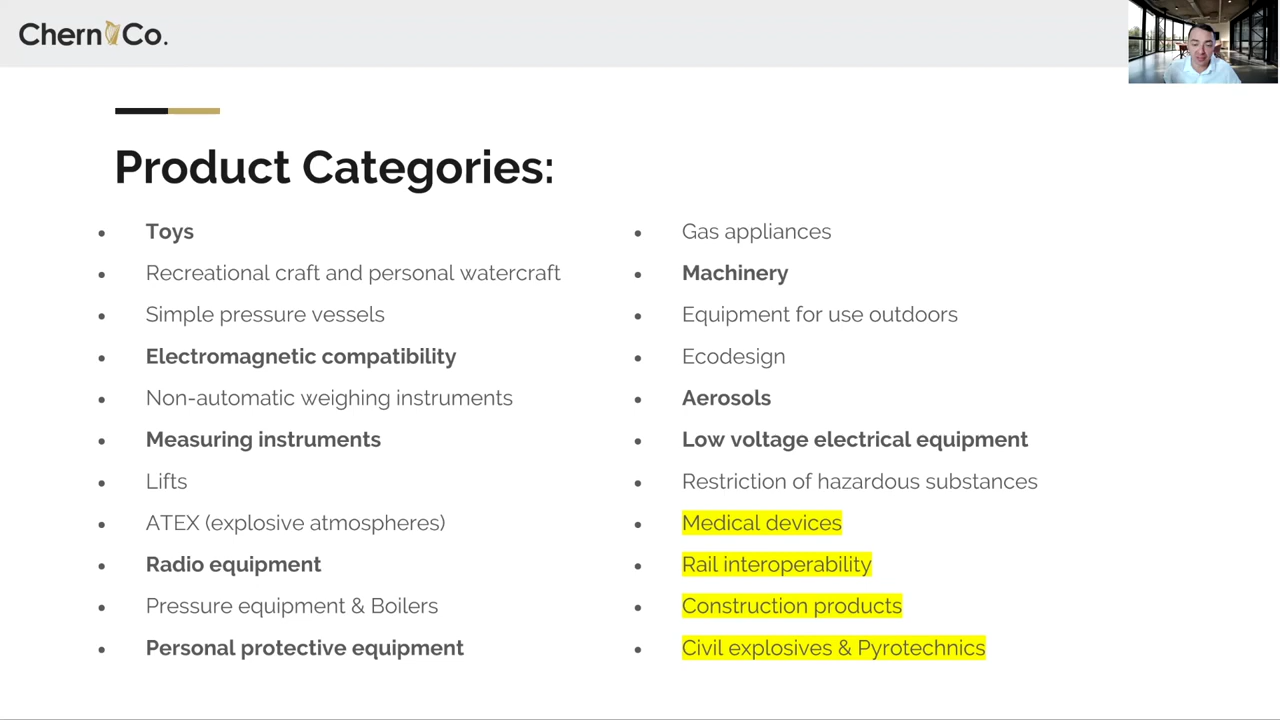 Chern Co.
Product Categories:
Toys
Recreational craft and personal watercraft
Simple pressure vessels
Electromagnetic compatibility
Non-automatic weighing instruments
Measuring instruments
Lifts
ATEX (explosive atmospheres)
Radio equipment
Pressure equipment & Boilers
Personal protective equipment
Gas appliances
Machinery
Equipment for use outdoors
Ecodesign
Aerosols
Low voltage electrical equipment
Restriction of hazardous substances
Medical devices
Rail interoperability
Construction products
Civil explosives & Pyrotechnics